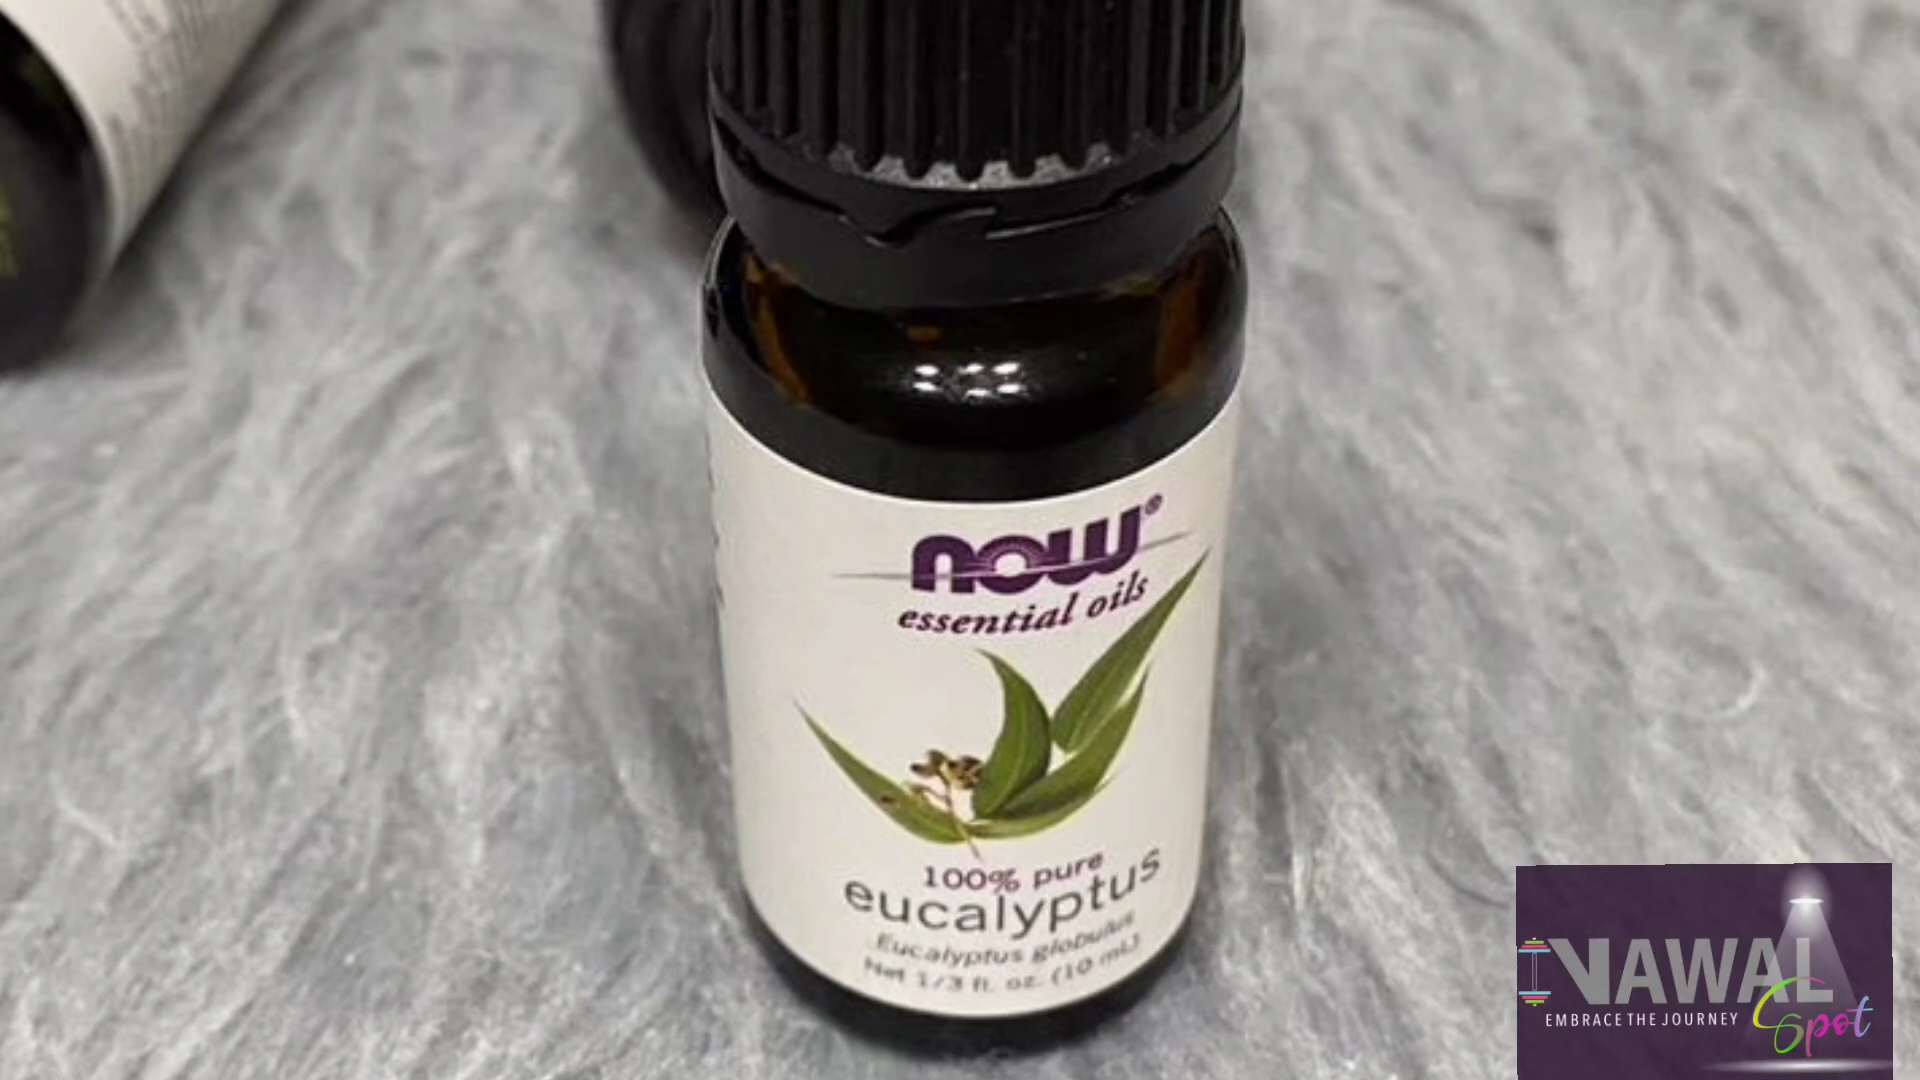 now®
essential oils
100% pure
eucalyptus
Eucalyptus globulus
Net 1/3 fl. oz. (10 mL)
NAWAL
Spot
EMBRACE THE JOURNEY